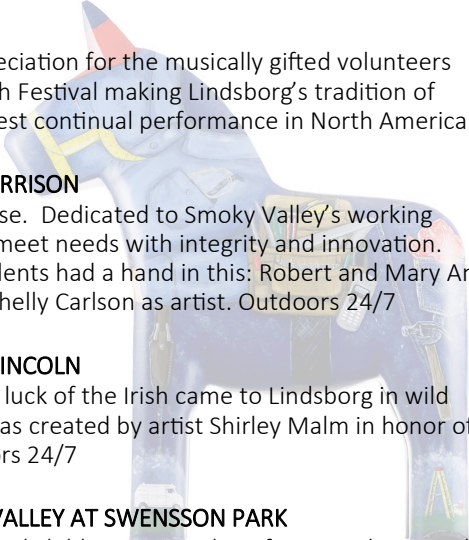 eciation for the musically gifted volunteers
h Festival making Lindsborg's tradition of
est continual performance in North America
RRISON
se. Dedicated to Smoky Valley's working
meet needs with integrity and innovation.
dents had a hand in this: Robert and Mary An
helly Carlson as artist. Outdoors 24/7
INCOLN
luck of the Irish came to Lindsborg in wild
as created by artist Shirley Malm in honor of
rs 24/7
VALLEY AT SWENSSON PARK